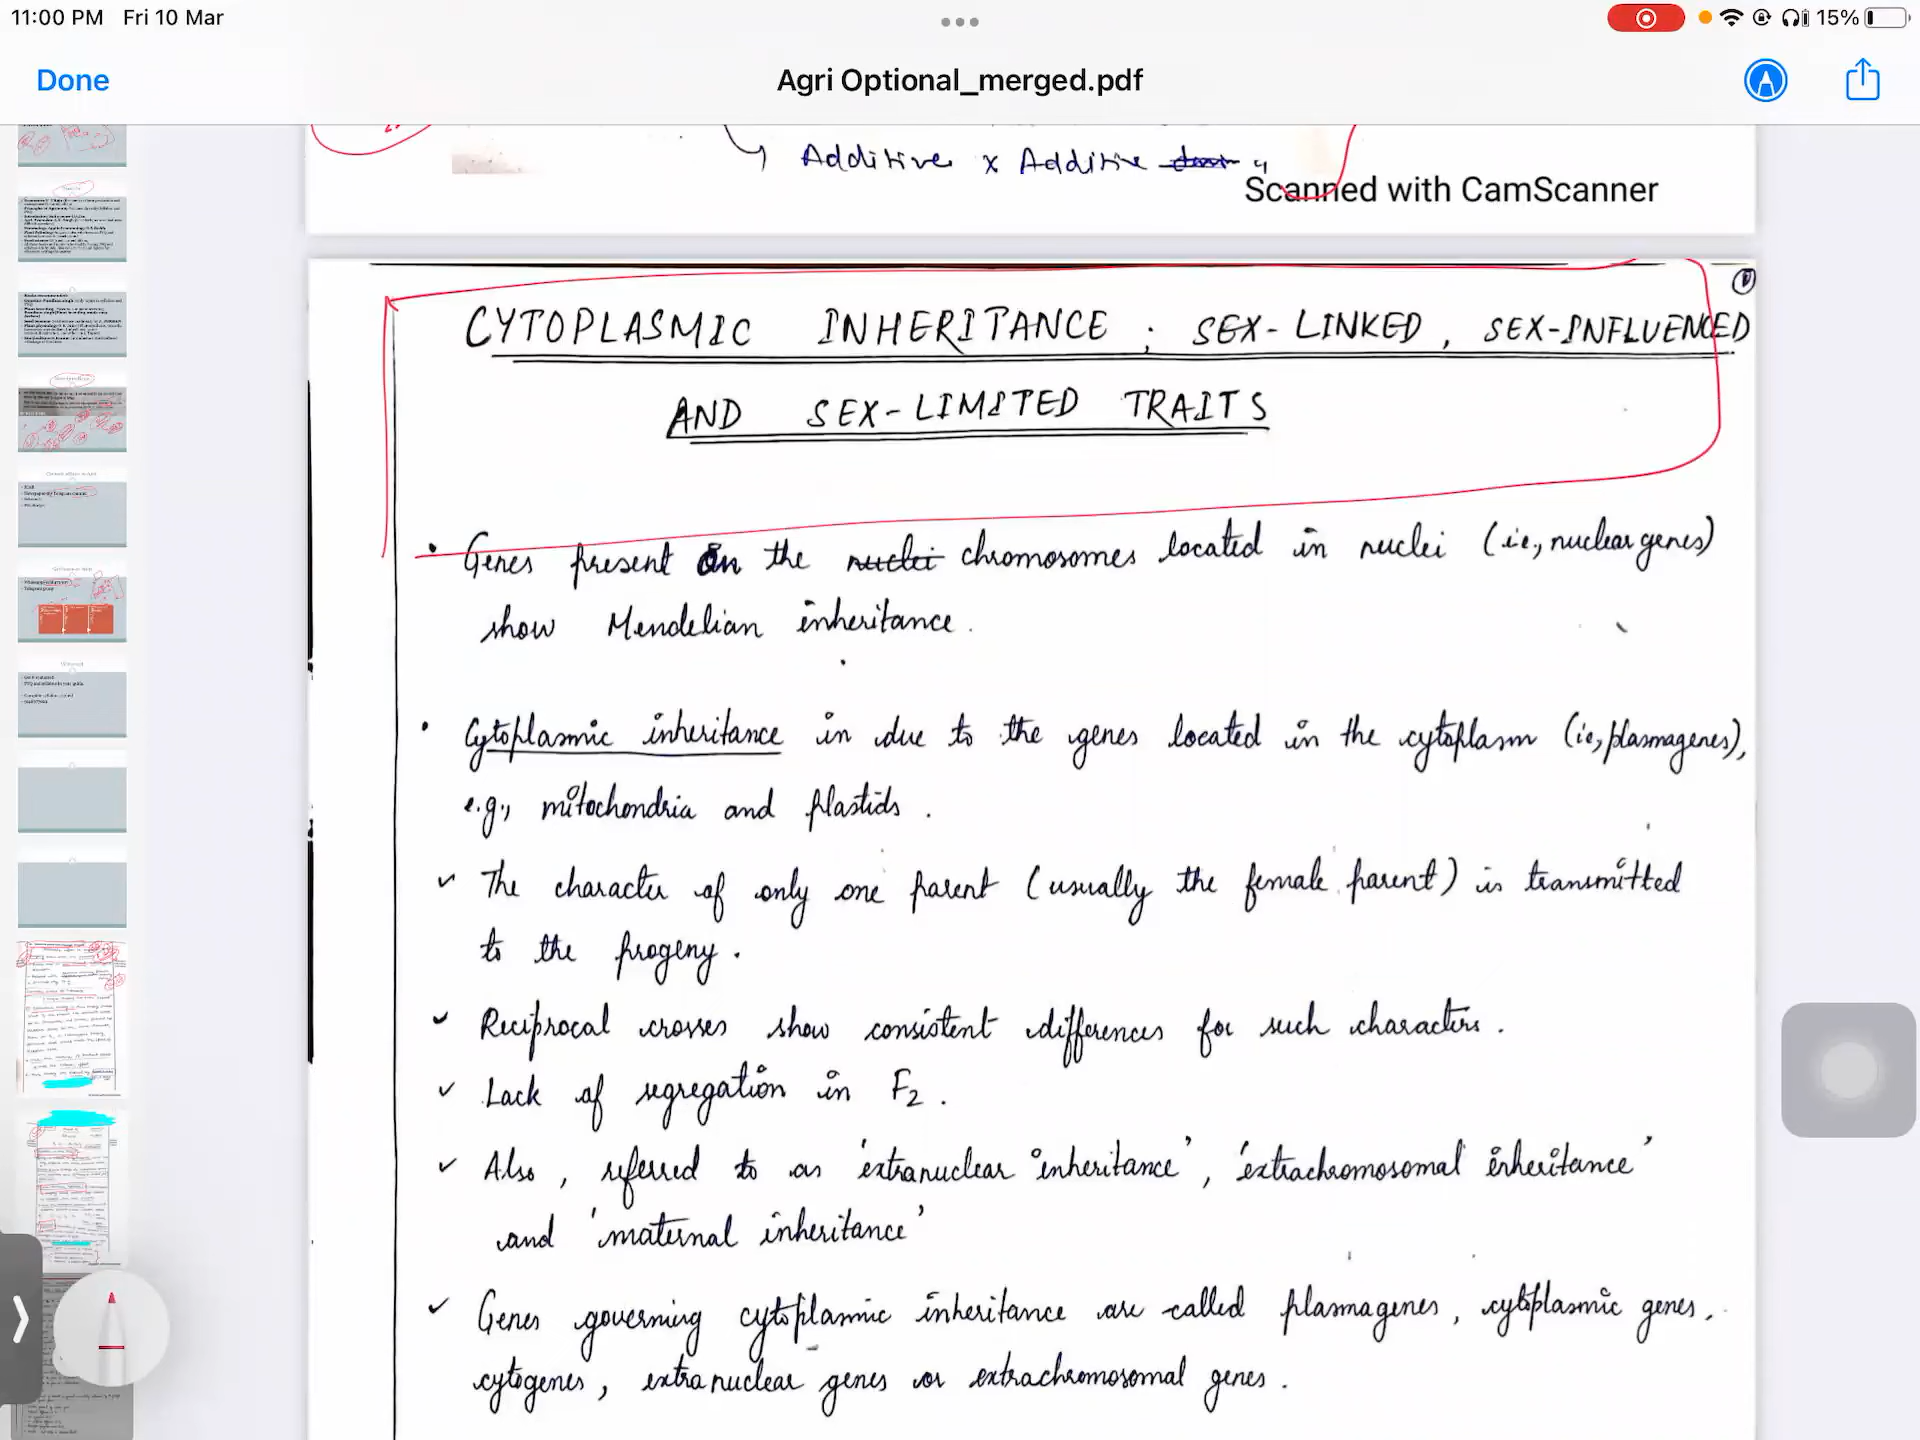 11:00 PM Fri 10 Mar
15%
Done
Agri Optional_merged.pdf
Additive x Additive
Scanned with CamScanner
CYTOPLASMIC INHERITANCE ; SEX-LINKED, SEX-INFLUENCED
AND SEX-LIMITED TRAITS
• Genes present on the nuclei chromosomes located in nuclei (i.e., nuclear genes)
show Mendelian inheritance.
• Cytoplasmic inheritance is due to the genes located in the cytoplasm (ie, plasmagenes),
e.g., mitochondria and plastids.
✓ The character of only one parent (usually the female parent) is transmitted
to the progeny.
✓ Reciprocal crosses show consistent differences for such characters.
✓ Lack of segregation in F2.
✓ Also, referred to as 'extranuclear inheritance', 'extrachromosomal inheritance'
and 'maternal inheritance'
✓ Genes governing cytoplasmic inheritance are called plasmagenes, cytoplasmic genes,
cytogenes, extranuclear genes or extrachromosomal genes.